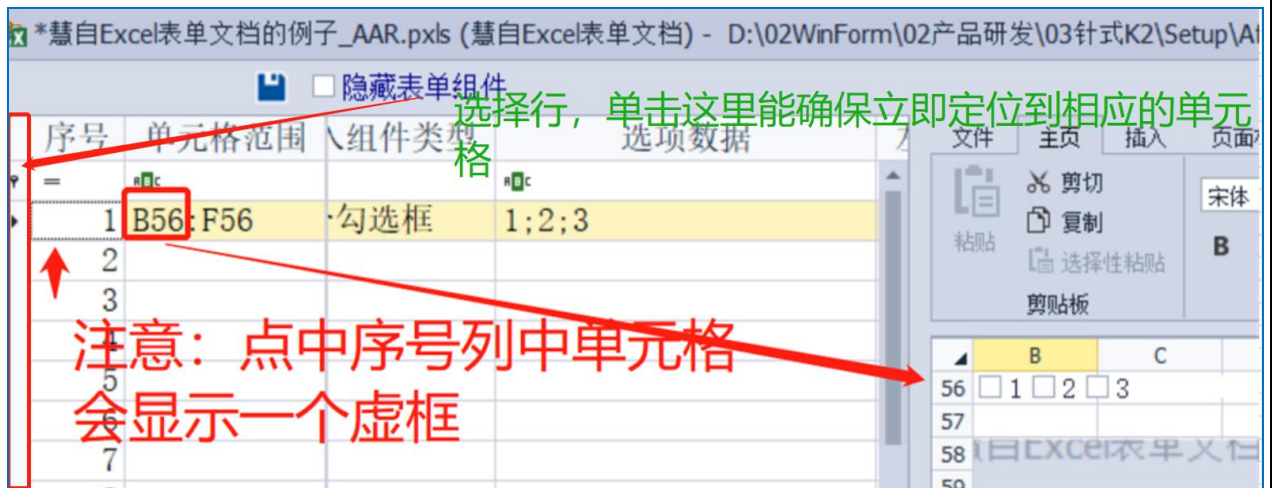 *慧自Excel表单文档的例子_AAR.pxls (慧自Excel表单文档) - D:\02WinForm\02产品研发\03针式K2\Setup\Af
隐藏表单组件
选择行，单击这里能确保立即定位到相应的单元
格
序号 单元格范围 入组件类型 选项数据
= ABC ABC
1 B56:F56 勾选框 1;2;3
2
3
4
5
6
7
注意：点中序号列中单元格
会显示一个虚框
文件 主页 插入 页面
粘贴
剪切
复制
选择性粘贴
剪贴板
宋体
B
B C
56 1 2 3
57
58 自Excel表单文档
59